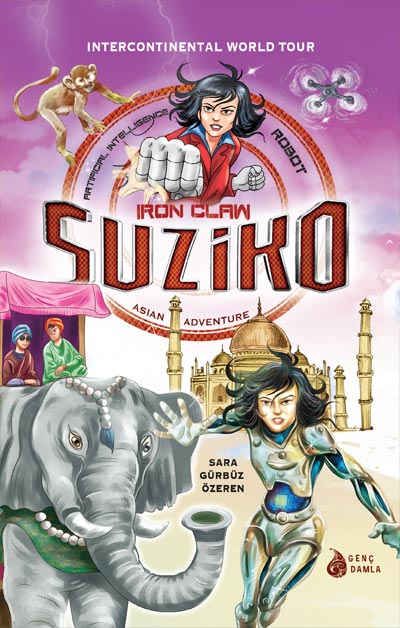 INTERCONTINENTAL WORLD TOUR
ARTIFICIAL INTELLIGENCE ROBOT
IRON CLAW
SUZiKO
ASIAN ADVENTURE
SARA
GÜRBÜZ
ÖZEREN
GENÇ
DAMLA